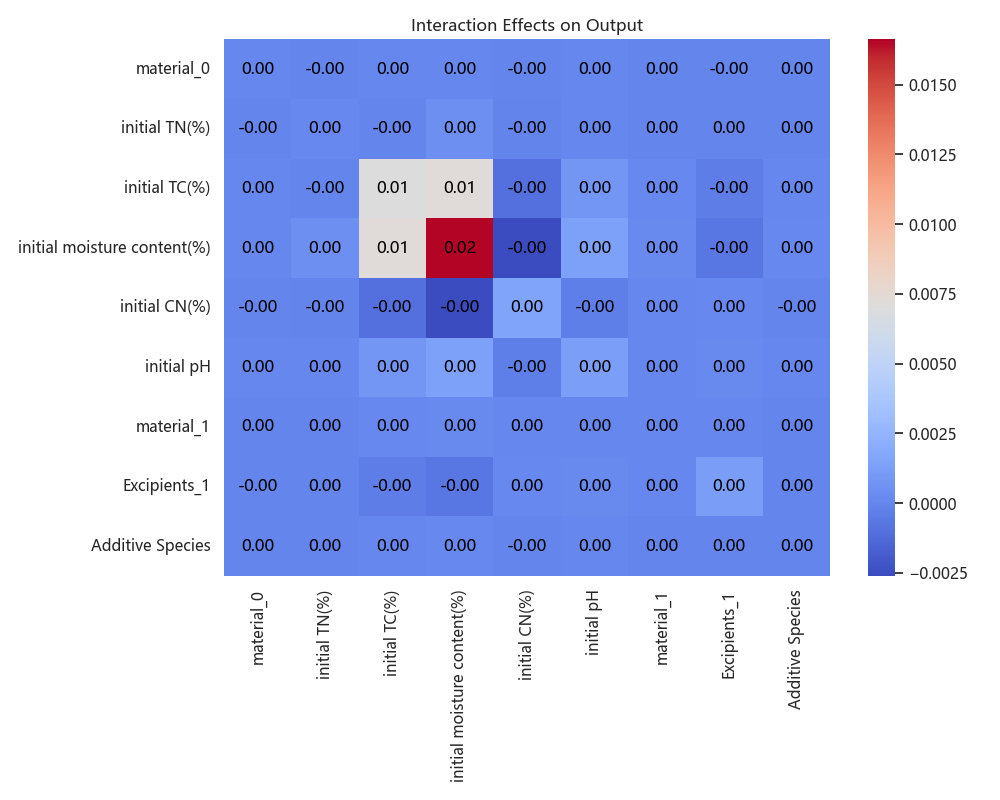 Interaction Effects on Output
material_0 0.00 -0.00 0.00 0.00 -0.00 0.00 0.00 -0.00 0.00
initial TN(%) -0.00 0.00 -0.00 0.00 -0.00 0.00 0.00 0.00 0.00
initial TC(%) 0.00 -0.00 0.01 0.01 -0.00 0.00 0.00 -0.00 0.00
initial moisture content(%) 0.00 0.00 0.01 0.02 -0.00 0.00 0.00 -0.00 0.00
initial CN(%) -0.00 -0.00 -0.00 -0.00 0.00 -0.00 0.00 0.00 -0.00
initial pH 0.00 0.00 0.00 0.00 -0.00 0.00 0.00 0.00 0.00
material_1 0.00 0.00 0.00 0.00 0.00 0.00 0.00 0.00 0.00
Excipients_1 -0.00 0.00 -0.00 -0.00 0.00 0.00 0.00 0.00 0.00
Additive Species 0.00 0.00 0.00 0.00 -0.00 0.00 0.00 0.00 0.00
material_0
initial TN(%)
initial TC(%)
initial moisture content(%)
initial CN(%)
initial pH
material_1
Excipients_1
Additive Species
0.0150
0.0125
0.0100
0.0075
0.0050
0.0025
0.0000
−0.0025